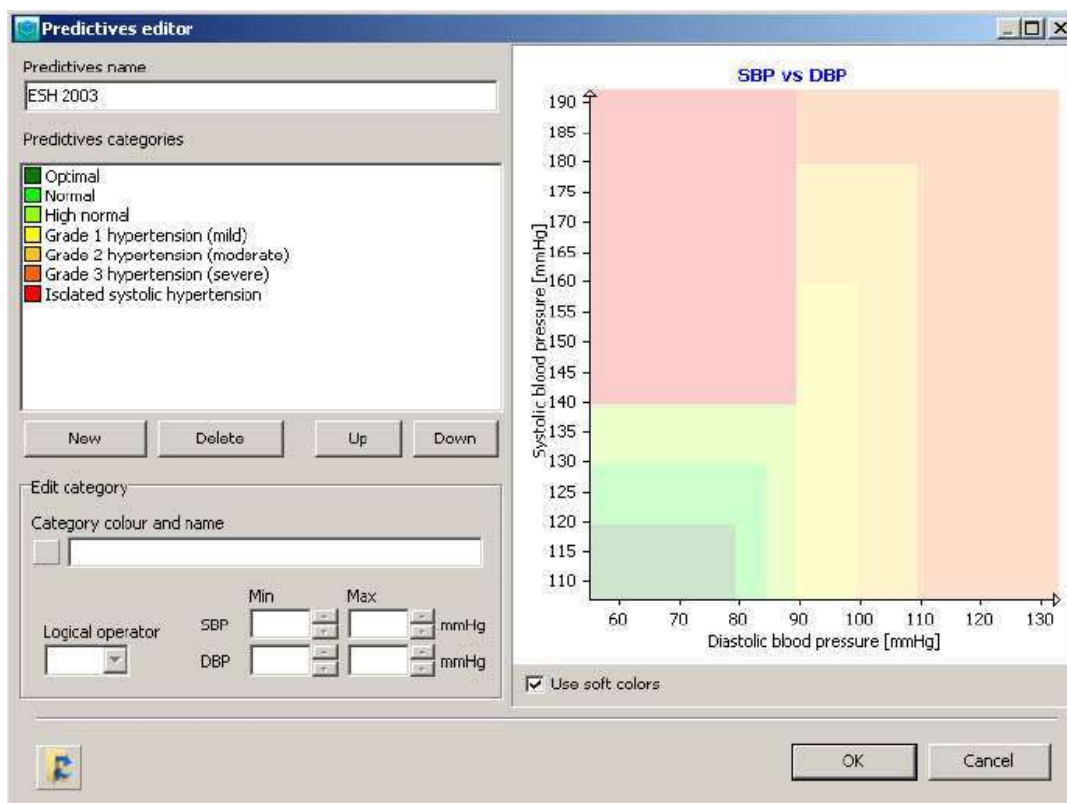 Predictives editor
Predictives name
ESH 2003
Predictives categories
Optimal
Normal
High normal
Grade 1 hypertension (mild)
Grade 2 hypertension (moderate)
Grade 3 hypertension (severe)
Isolated systolic hypertension
New Delete Up Down
Edit category
Category colour and name
Min Max
Logical operator
SBP mmHg
DBP mmHg
SBP vs DBP
Systolic blood pressure [mmHg]
190
185
180
175
170
165
160
155
150
145
140
135
130
125
120
115
110
60 70 80 90 100 110 120 130
Diastolic blood pressure [mmHg]
Use soft colors
OK Cancel